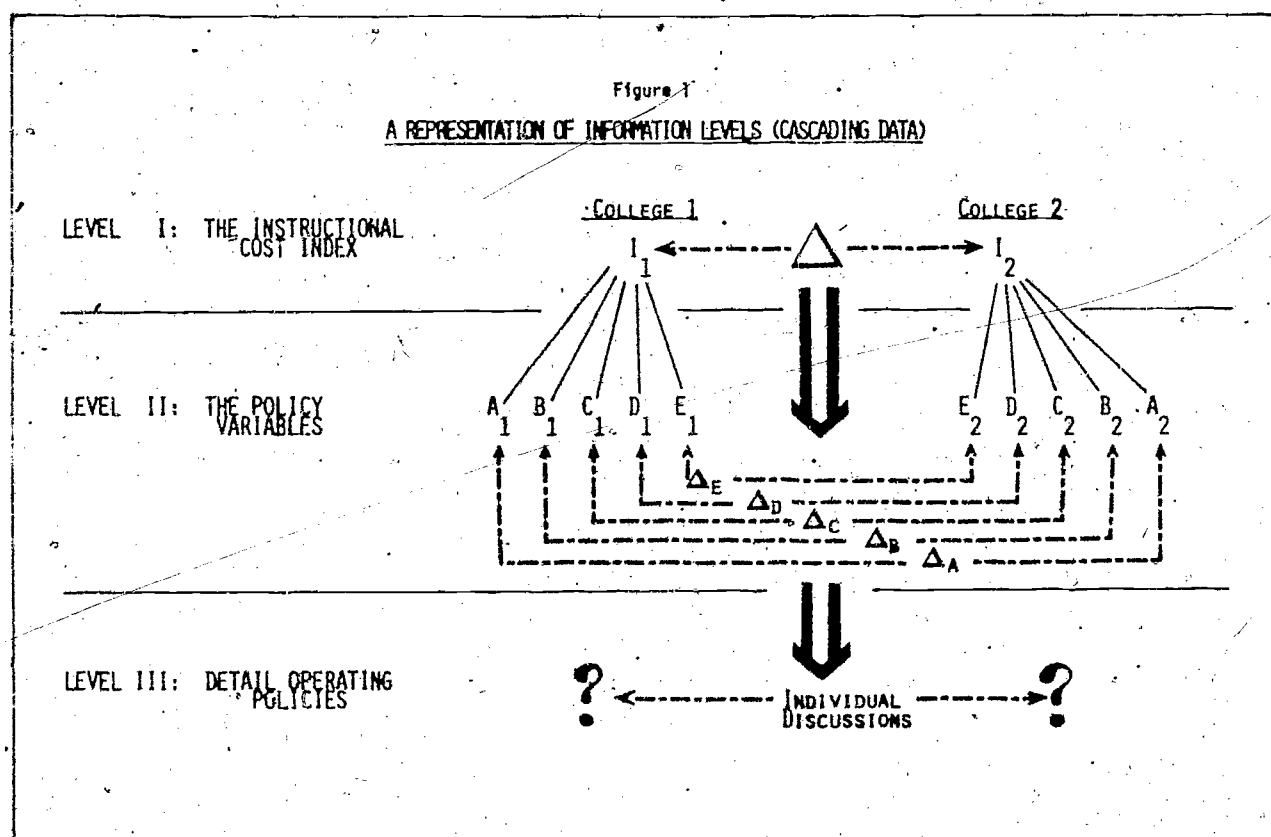 Figure 1
A REPRESENTATION OF INFORMATION LEVELS (CASCADING DATA)
COLLEGE 1 COLLEGE 2
LEVEL I: THE INSTRUCTIONAL
COST INDEX
I1 Δ I2
LEVEL II: THE POLICY
VARIABLES
A1 B1 C1 D1 E1 E2 D2 C2 B2 A2
ΔE
ΔD
ΔC
ΔB
ΔA
LEVEL III: DETAIL OPERATING
POLICIES
? INDIVIDUAL ?
DISCUSSIONS